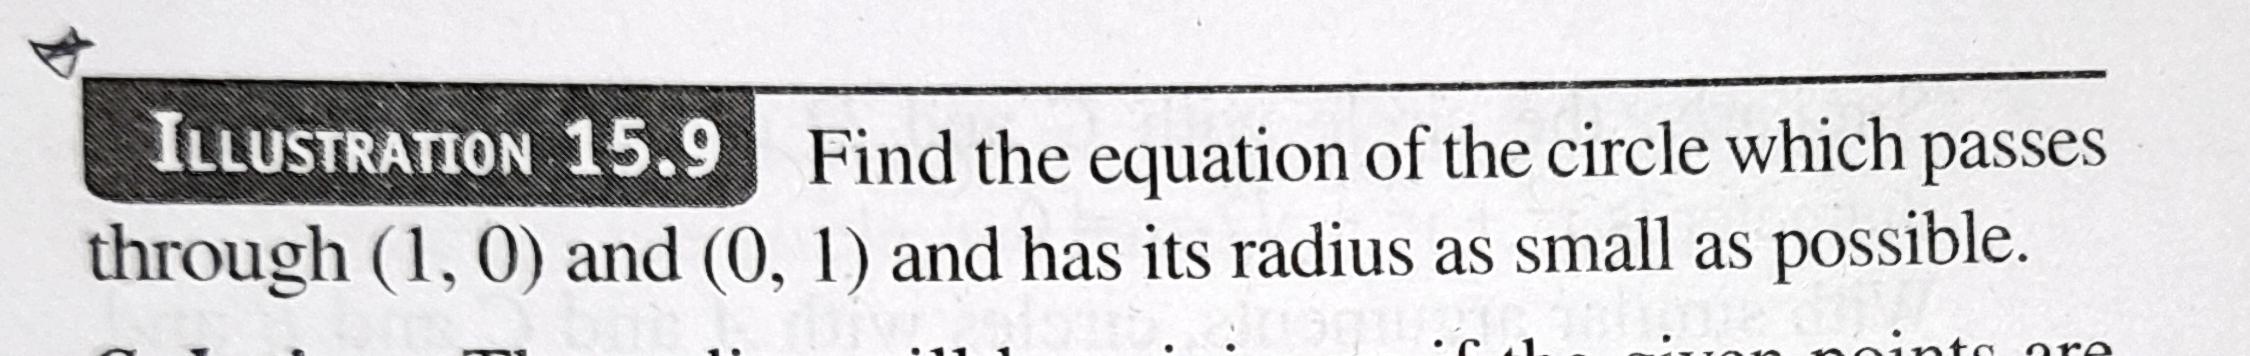 ILLUSTRATION 15.9 Find the equation of the circle which passes
through (1, 0) and (0, 1) and has its radius as small as possible.